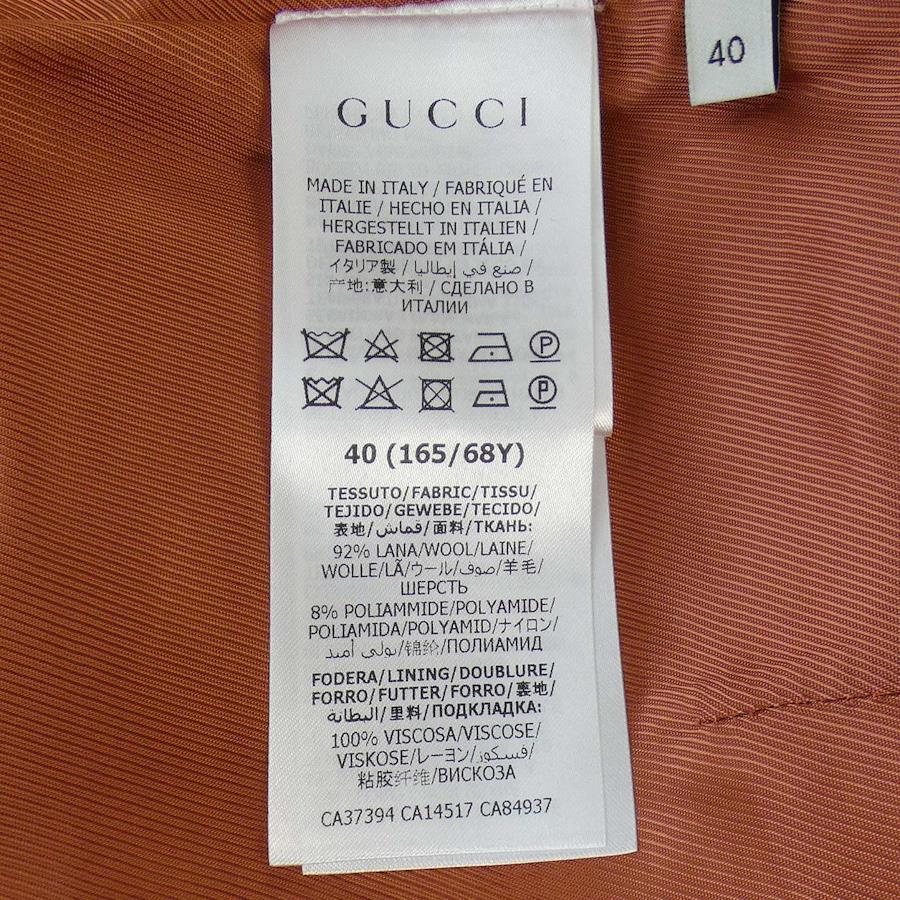 40
GUCCI
MADE IN ITALY / FABRIQUÉ EN
ITALIE / HECHO EN ITALIA /
HERGESTELLT IN ITALIEN /
FABRICADO EM ITÁLIA /
イタリア製 / صنع في إيطاليا /
产地:意大利 / СДЕЛАНО В
ИТАЛИИ
P
P
40 (165/68Y)
TESSUTO/FABRIC/TISSU/
TEJIDO/GEWEBE/TECIDO/
表地/قماش/面料/ТКАНЬ:
92% LANA/WOOL/LAINE/
WOLLE/LÃ/ウール/صوف/羊毛/
ШЕРСТЬ
8% POLIAMMIDE/POLYAMIDE/
POLIAMIDA/POLYAMID/ナイロン/
بولي أميد/锦纶/ПОЛИАМИД
FODERA/LINING/DOUBLURE/
FORRO/FUTTER/FORRO/裏地/
البطانة/里料/ПОДКЛАДКА:
100% VISCOSA/VISCOSE/
VISKOSE/レーヨン/فسكوز/
粘胶纤维/ВИСКОЗА
CA37394 CA14517 CA84937